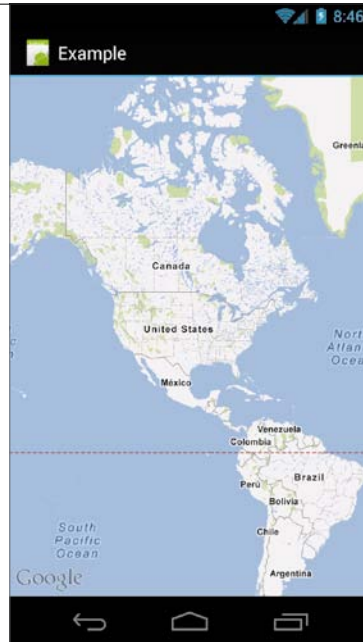 8:46
Example
Greenla
Canada
United States
North
Atlan
Ocea
México
Venezuela
Colombia
Perú
Brazil
Bolivia
South
Pacific
Ocean
Chile
Argentina
Google